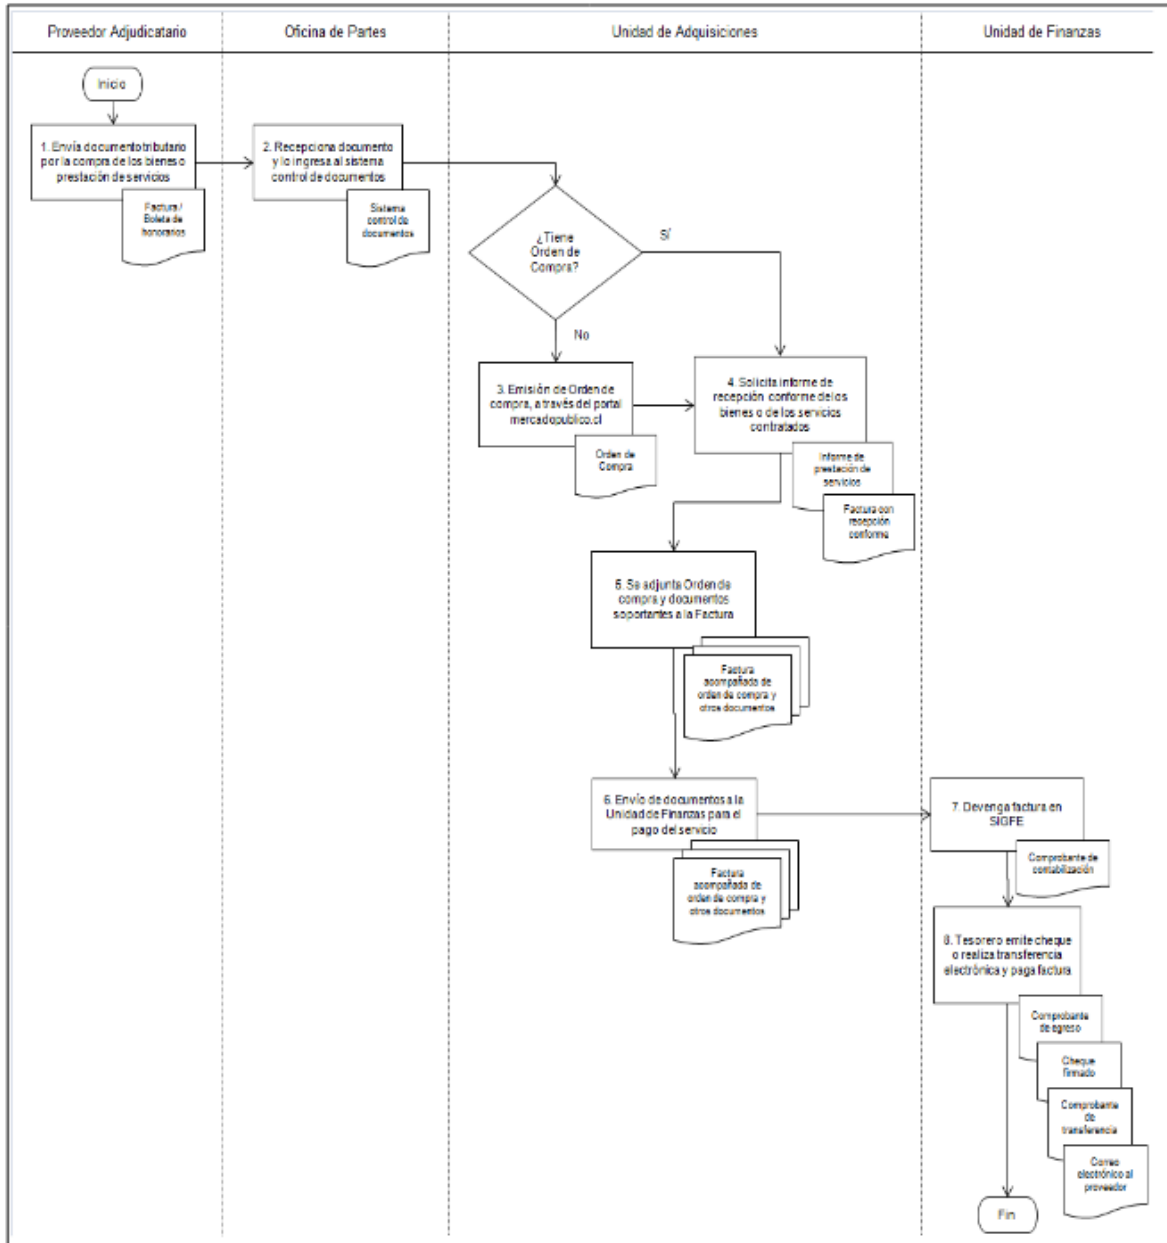 Proveedor Adjudicatario
Oficina de Partes
Unidad de Adquisiciones
Unidad de Finanzas
Inicio
1. Envía documento tributario
por la compra de los bienes o
prestación de servicios
Factura /
Boleta de
honorarios
2. Recepciona documento
y lo ingresa al sistema
control de documentos
Sistema
control de
documentos
¿Tiene
Orden de
Compra?
Sí
No
3. Emisión de Orden de
compra, a través del portal
mercadopublico.cl
Orden de
Compra
4. Solicita informe de
recepción conforme de los
bienes o de los servicios
contratados
Informe de
prestación de
servicios
Factura con
recepción
conforme
5. Se adjunta Orden de
compra y documentos
soportantes a la Factura
Factura
acompañada de
orden de compra y
otros documentos
6. Envío de documentos a la
Unidad de Finanzas para el
pago del servicio
Factura
acompañada de
orden de compra y
otros documentos
7. Devenga factura en
SIGFE
Comprobante de
contabilización
8. Tesorero emite cheque
o realiza transferencia
electrónica y paga factura
Comprobante
de egreso
Cheque
firmado
Comprobante
de
transferencia
Correo
electrónico al
proveedor
Fin